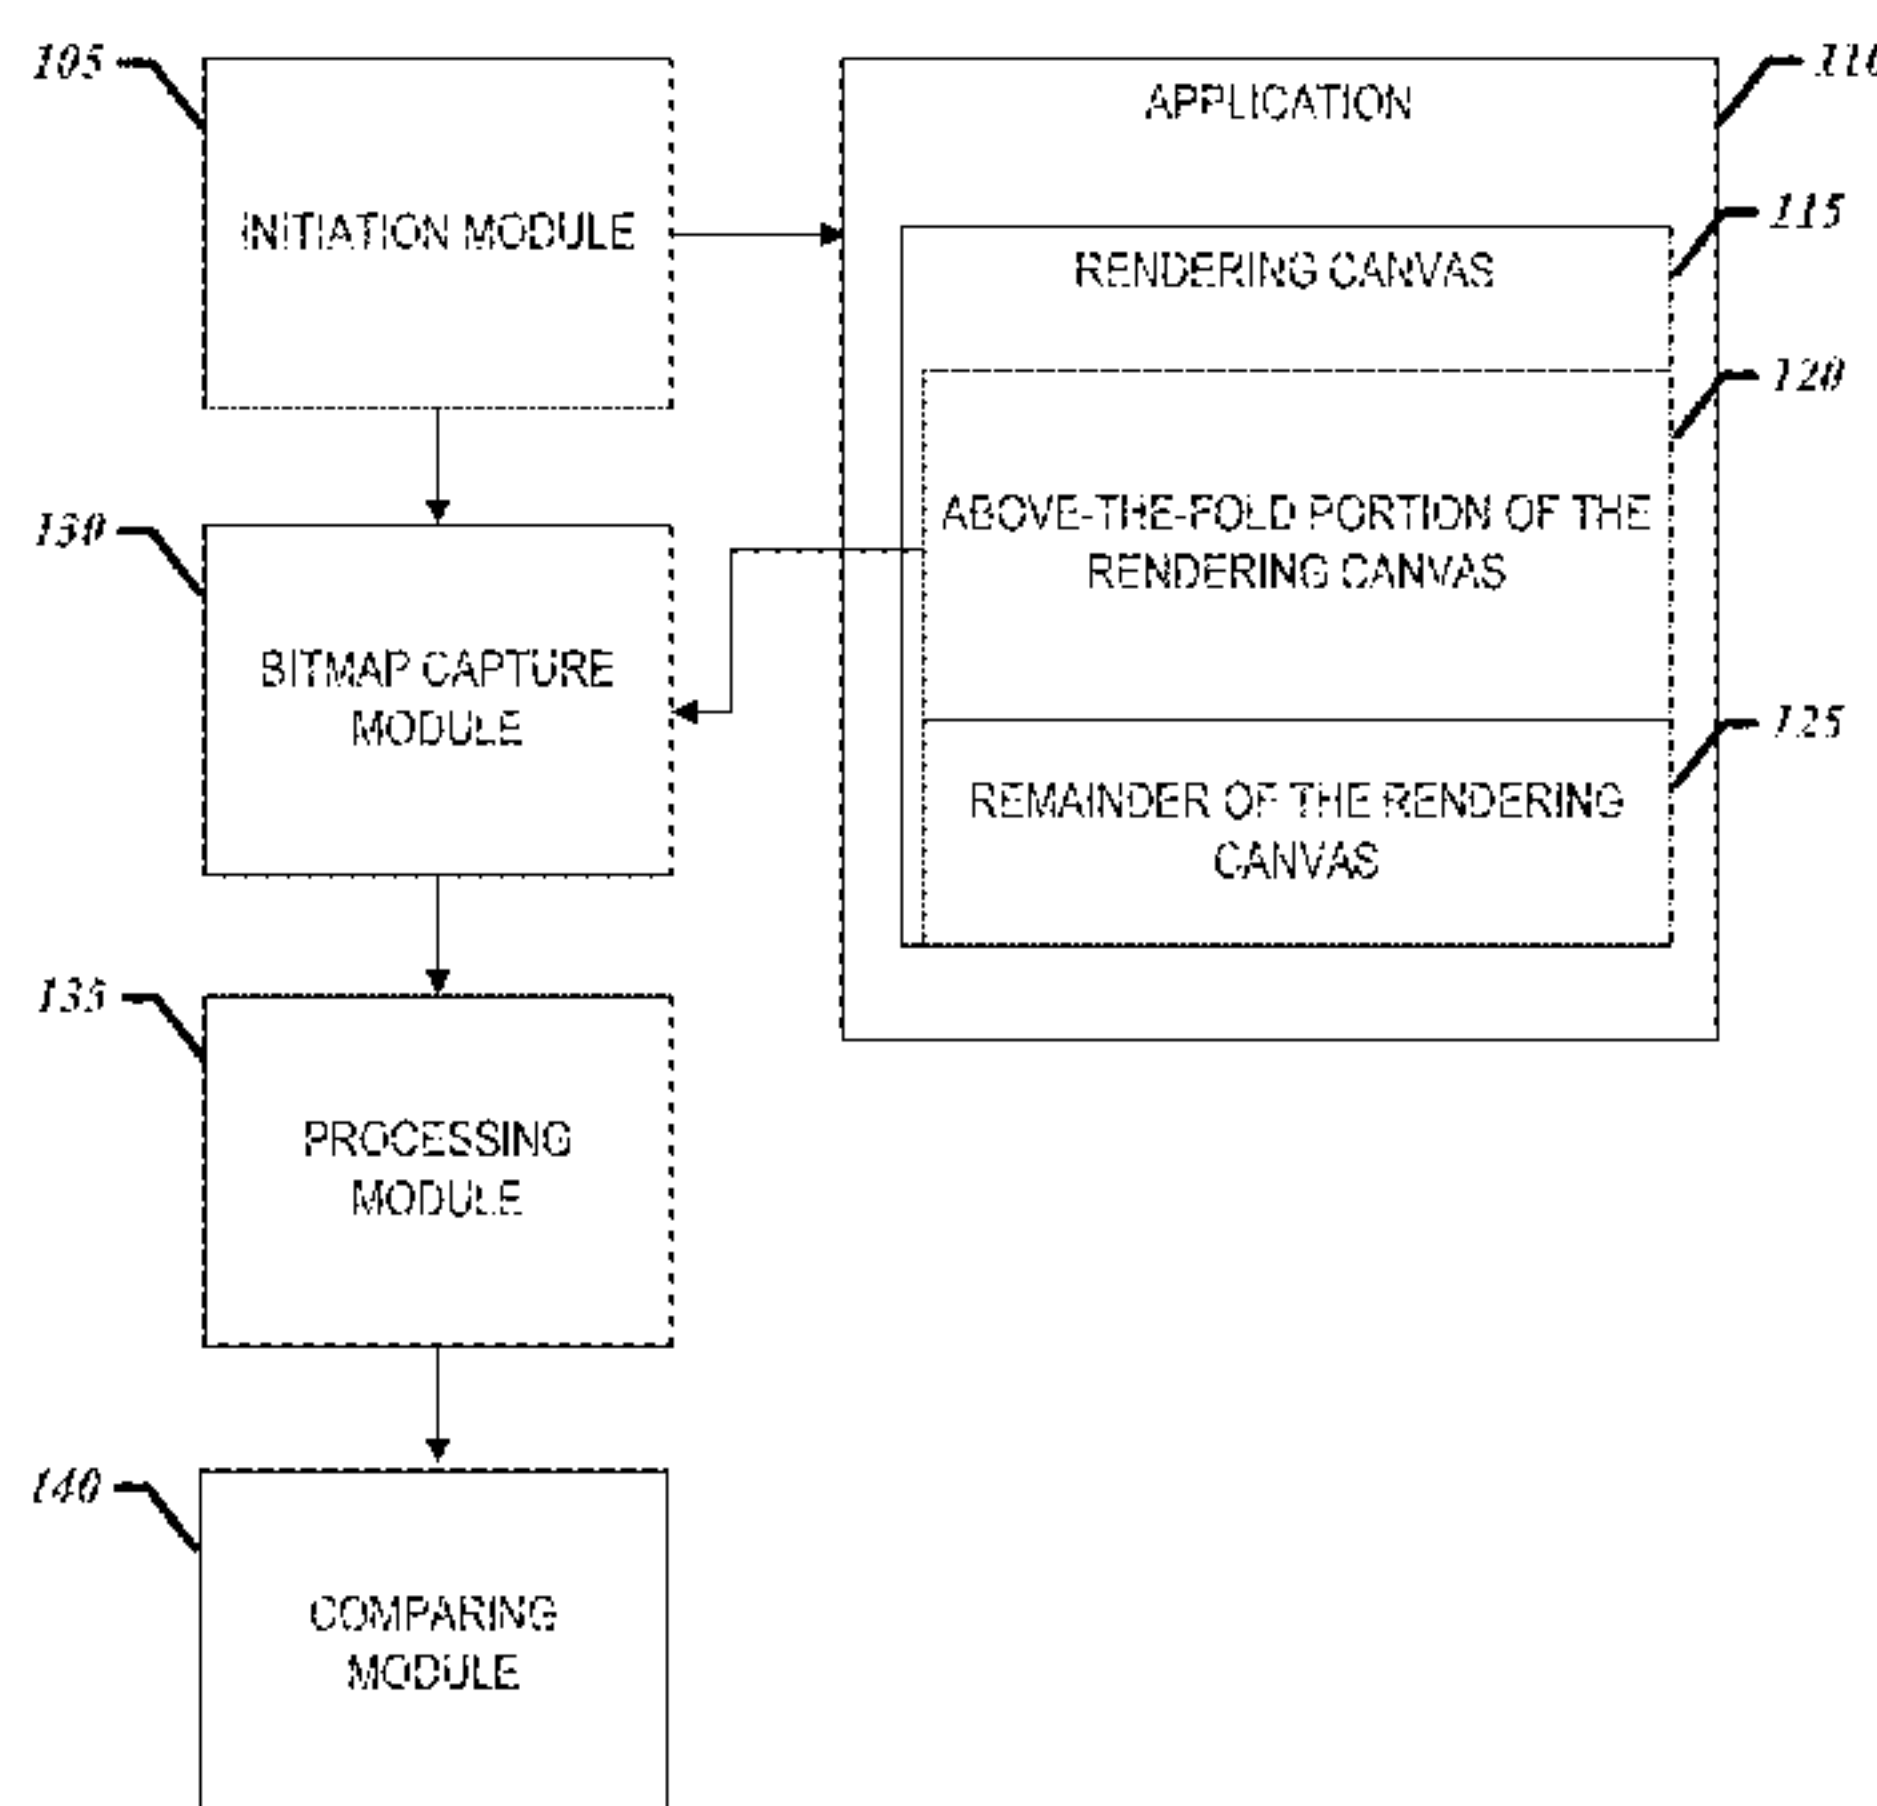 105
INITIATION MODULE
110
APPLICATION
115
RENDERING CANVAS
120
ABOVE-THE-FOLD PORTION OF THE
RENDERING CANVAS
125
REMAINDER OF THE RENDERING
CANVAS
130
BITMAP CAPTURE
MODULE
135
PROCESSING
MODULE
140
COMPARING
MODULE